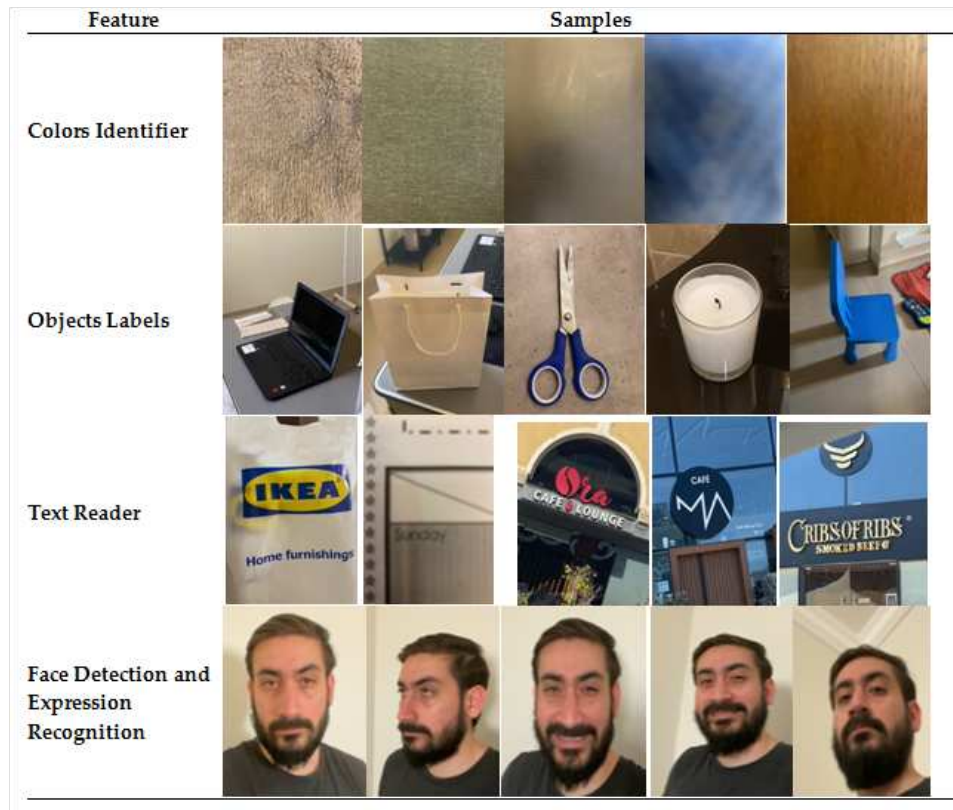 Feature Samples
Colors Identifier
Objects Labels
Text Reader
IKEA
Home furnishings
Sunday
Ora
CAFE LOUNGE
CAFE
MA
CRIBS OF RIBS
SMOKED BEEF
Face Detection and
Expression
Recognition